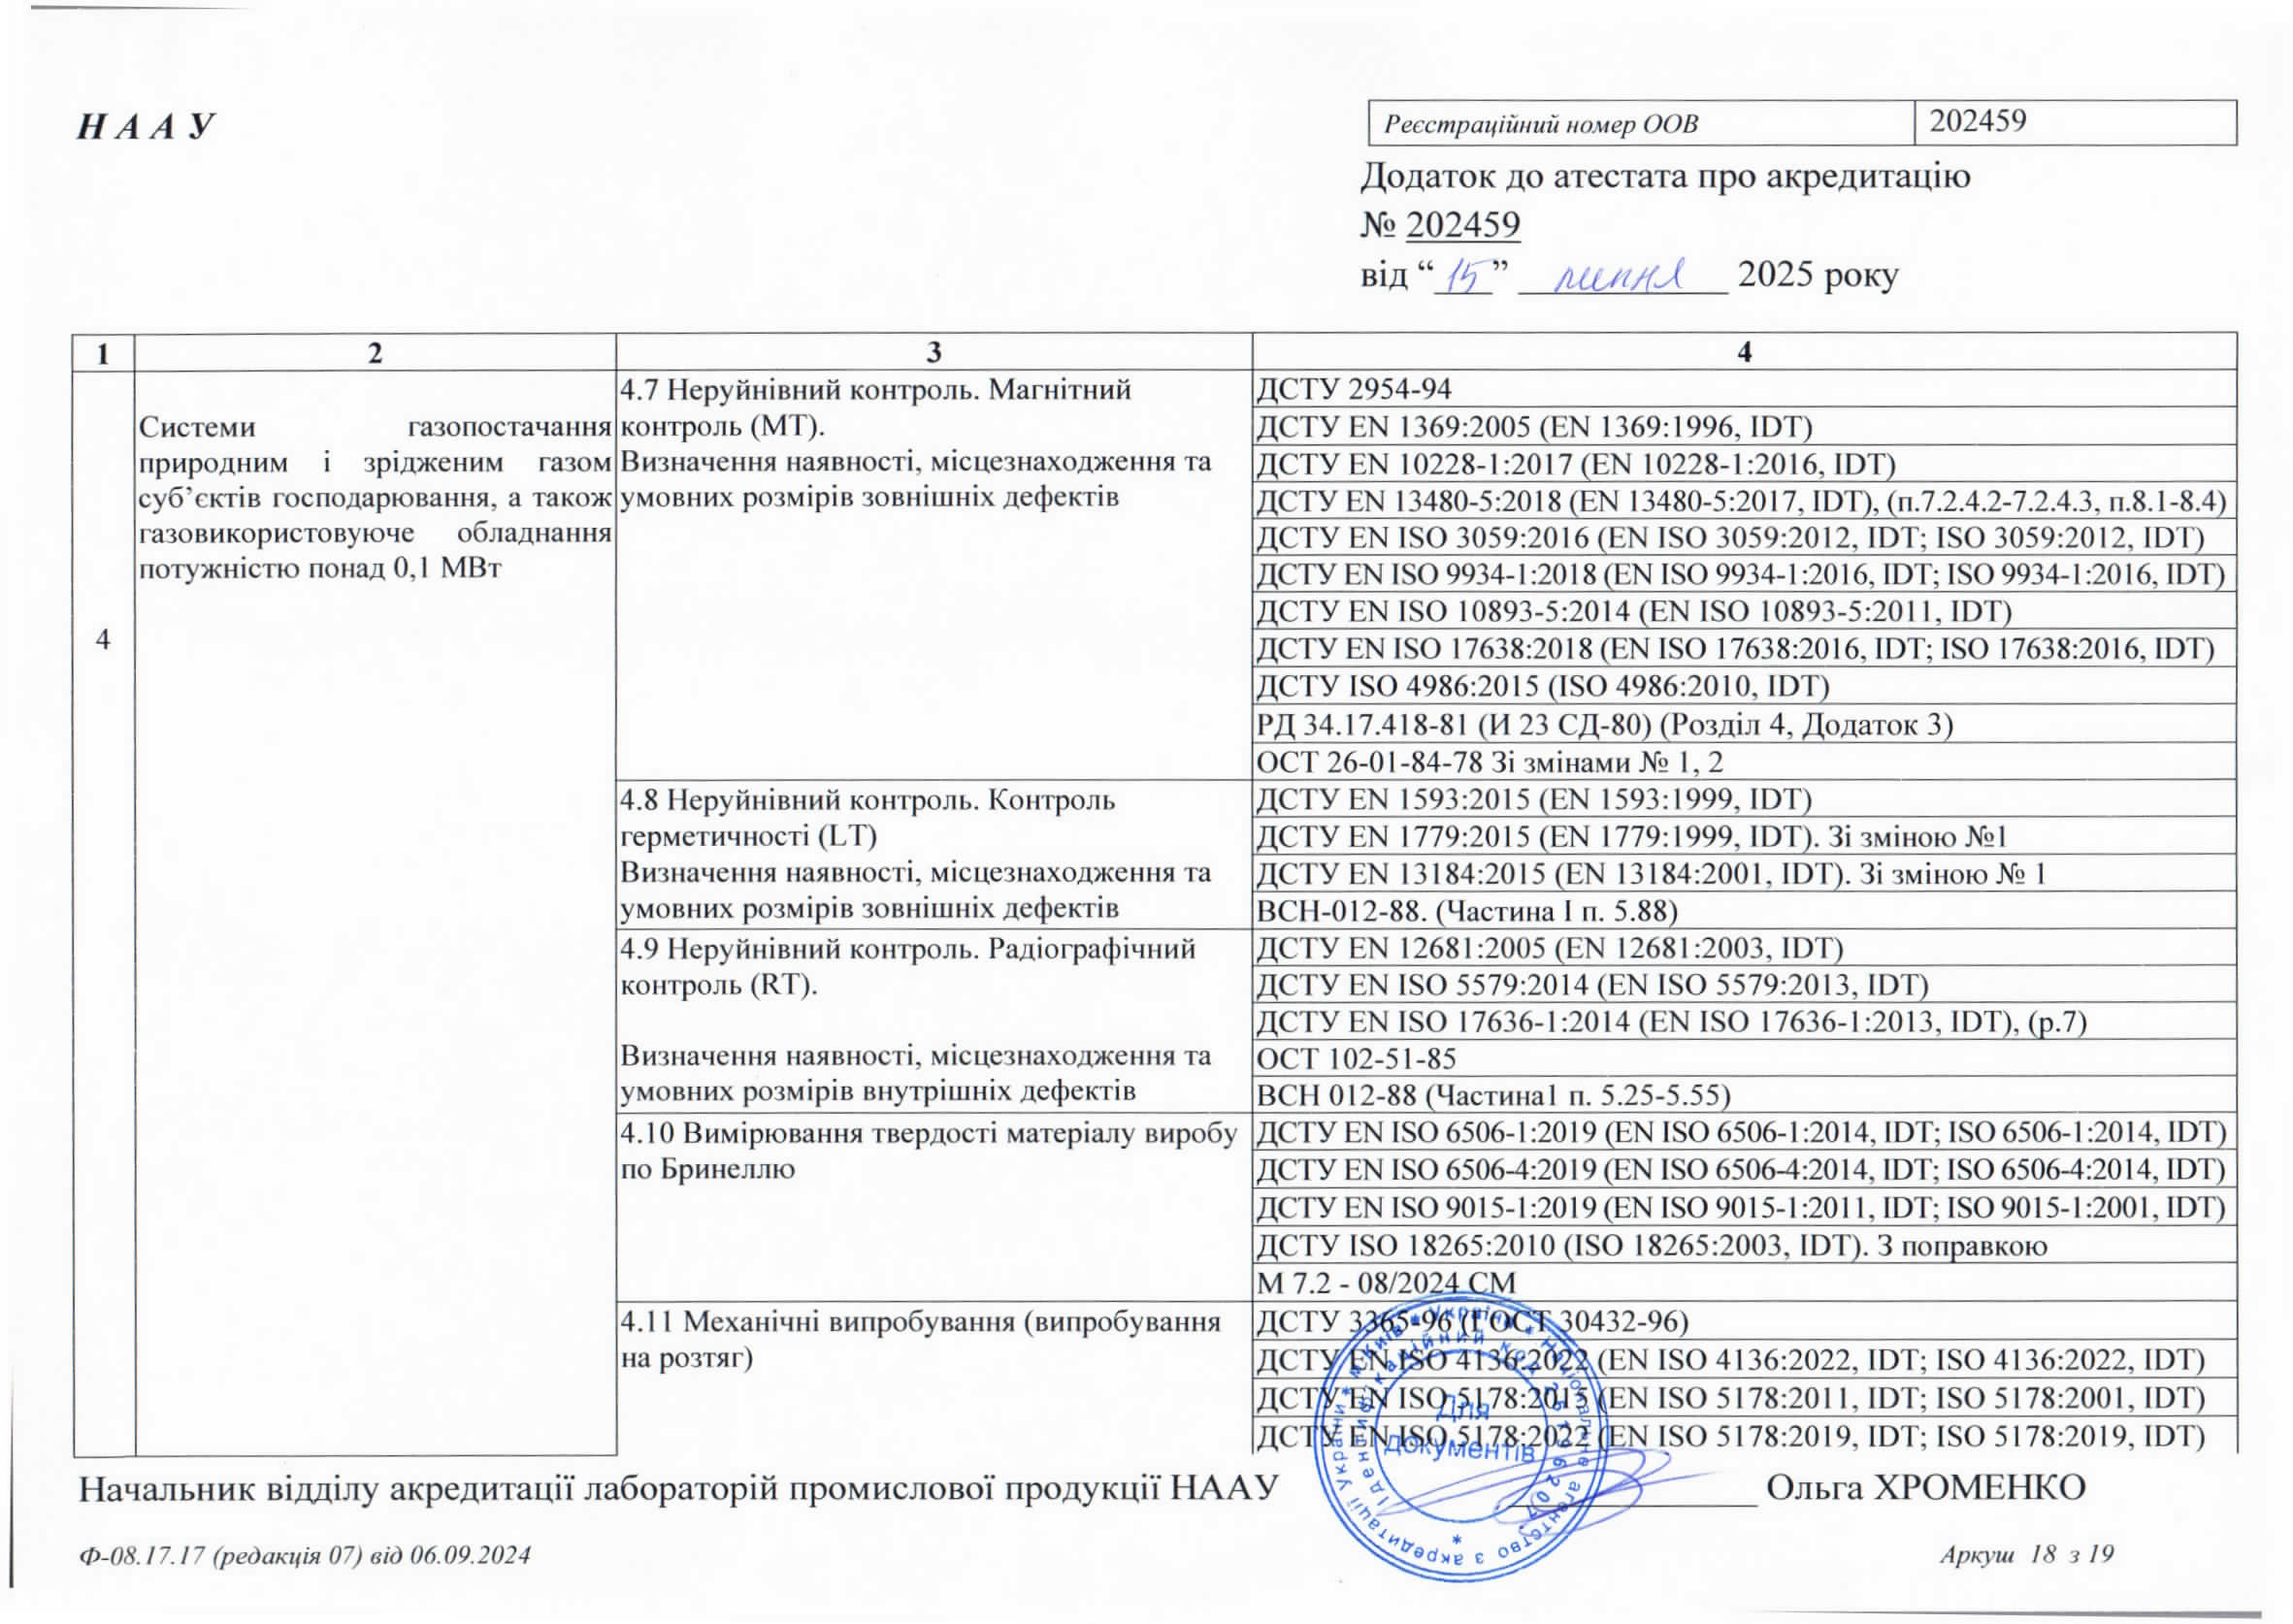 Н А А У
Реєстраційний номер ООВ 202459
Додаток до атестата про акредитацію
№ 202459
від “15” липня 2025 року
1 2 3 4
4
Системи газопостачання
природним і зрідженим газом
суб’єктів господарювання, а також
газовикористовуюче обладнання
потужністю понад 0,1 МВт
4.7 Неруйнівний контроль. Магнітний
контроль (МТ).
Визначення наявності, місцезнаходження та
умовних розмірів зовнішніх дефектів
ДСТУ 2954-94
ДСТУ EN 1369:2005 (EN 1369:1996, IDT)
ДСТУ EN 10228-1:2017 (EN 10228-1:2016, IDT)
ДСТУ EN 13480-5:2018 (EN 13480-5:2017, IDT), (п.7.2.4.2-7.2.4.3, п.8.1-8.4)
ДСТУ EN ISO 3059:2016 (EN ISO 3059:2012, IDT; ISO 3059:2012, IDT)
ДСТУ EN ISO 9934-1:2018 (EN ISO 9934-1:2016, IDT; ISO 9934-1:2016, IDT)
ДСТУ EN ISO 10893-5:2014 (EN ISO 10893-5:2011, IDT)
ДСТУ EN ISO 17638:2018 (EN ISO 17638:2016, IDT; ISO 17638:2016, IDT)
ДСТУ ISO 4986:2015 (ISO 4986:2010, IDT)
РД 34.17.418-81 (И 23 СД-80) (Розділ 4, Додаток 3)
ОСТ 26-01-84-78 Зі змінами № 1, 2
4.8 Неруйнівний контроль. Контроль
герметичності (LT)
Визначення наявності, місцезнаходження та
умовних розмірів зовнішніх дефектів
ДСТУ EN 1593:2015 (EN 1593:1999, IDT)
ДСТУ EN 1779:2015 (EN 1779:1999, IDT). Зі зміною №1
ДСТУ EN 13184:2015 (EN 13184:2001, IDT). Зі зміною № 1
ВСН-012-88. (Частина I п. 5.88)
4.9 Неруйнівний контроль. Радіографічний
контроль (RT).
Визначення наявності, місцезнаходження та
умовних розмірів внутрішніх дефектів
ДСТУ EN 12681:2005 (EN 12681:2003, IDT)
ДСТУ EN ISO 5579:2014 (EN ISO 5579:2013, IDT)
ДСТУ EN ISO 17636-1:2014 (EN ISO 17636-1:2013, IDT), (р.7)
ОСТ 102-51-85
ВСН 012-88 (Частина1 п. 5.25-5.55)
4.10 Вимірювання твердості матеріалу виробу
по Бринеллю
ДСТУ EN ISO 6506-1:2019 (EN ISO 6506-1:2014, IDT; ISO 6506-1:2014, IDT)
ДСТУ EN ISO 6506-4:2019 (EN ISO 6506-4:2014, IDT; ISO 6506-4:2014, IDT)
ДСТУ EN ISO 9015-1:2019 (EN ISO 9015-1:2011, IDT; ISO 9015-1:2001, IDT)
ДСТУ ISO 18265:2010 (ISO 18265:2003, IDT). З поправкою
М 7.2 - 08/2024 СМ
4.11 Механічні випробування (випробування
на розтяг)
ДСТУ 3365-96 (ГОСТ 30432-96)
ДСТУ EN ISO 4136:2022 (EN ISO 4136:2022, IDT; ISO 4136:2022, IDT)
ДСТУ EN ISO 5178:2015 (EN ISO 5178:2011, IDT; ISO 5178:2001, IDT)
ДСТУ EN ISO 5178:2022 (EN ISO 5178:2019, IDT; ISO 5178:2019, IDT)
Начальник відділу акредитації лабораторій промислової продукції НААУ Ольга ХРОМЕНКО
Україна * Національне агентство з акредитації України * м. Київ
Ідентифікаційний код 26196207
Для
документів
Ф-08.17.17 (редакція 07) від 06.09.2024 Аркуш 18 з 19